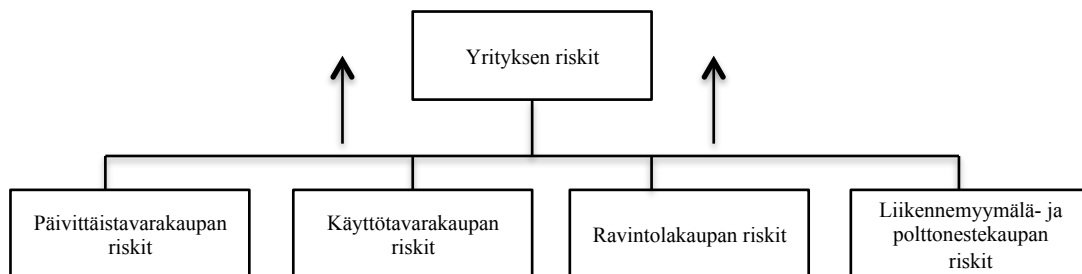 Yrityksen riskit
Päivittäistavarakaupan
riskit
Käyttötavarakaupan
riskit
Ravintolakaupan riskit
Liikennemyymälä- ja
polttonestekaupan
riskit